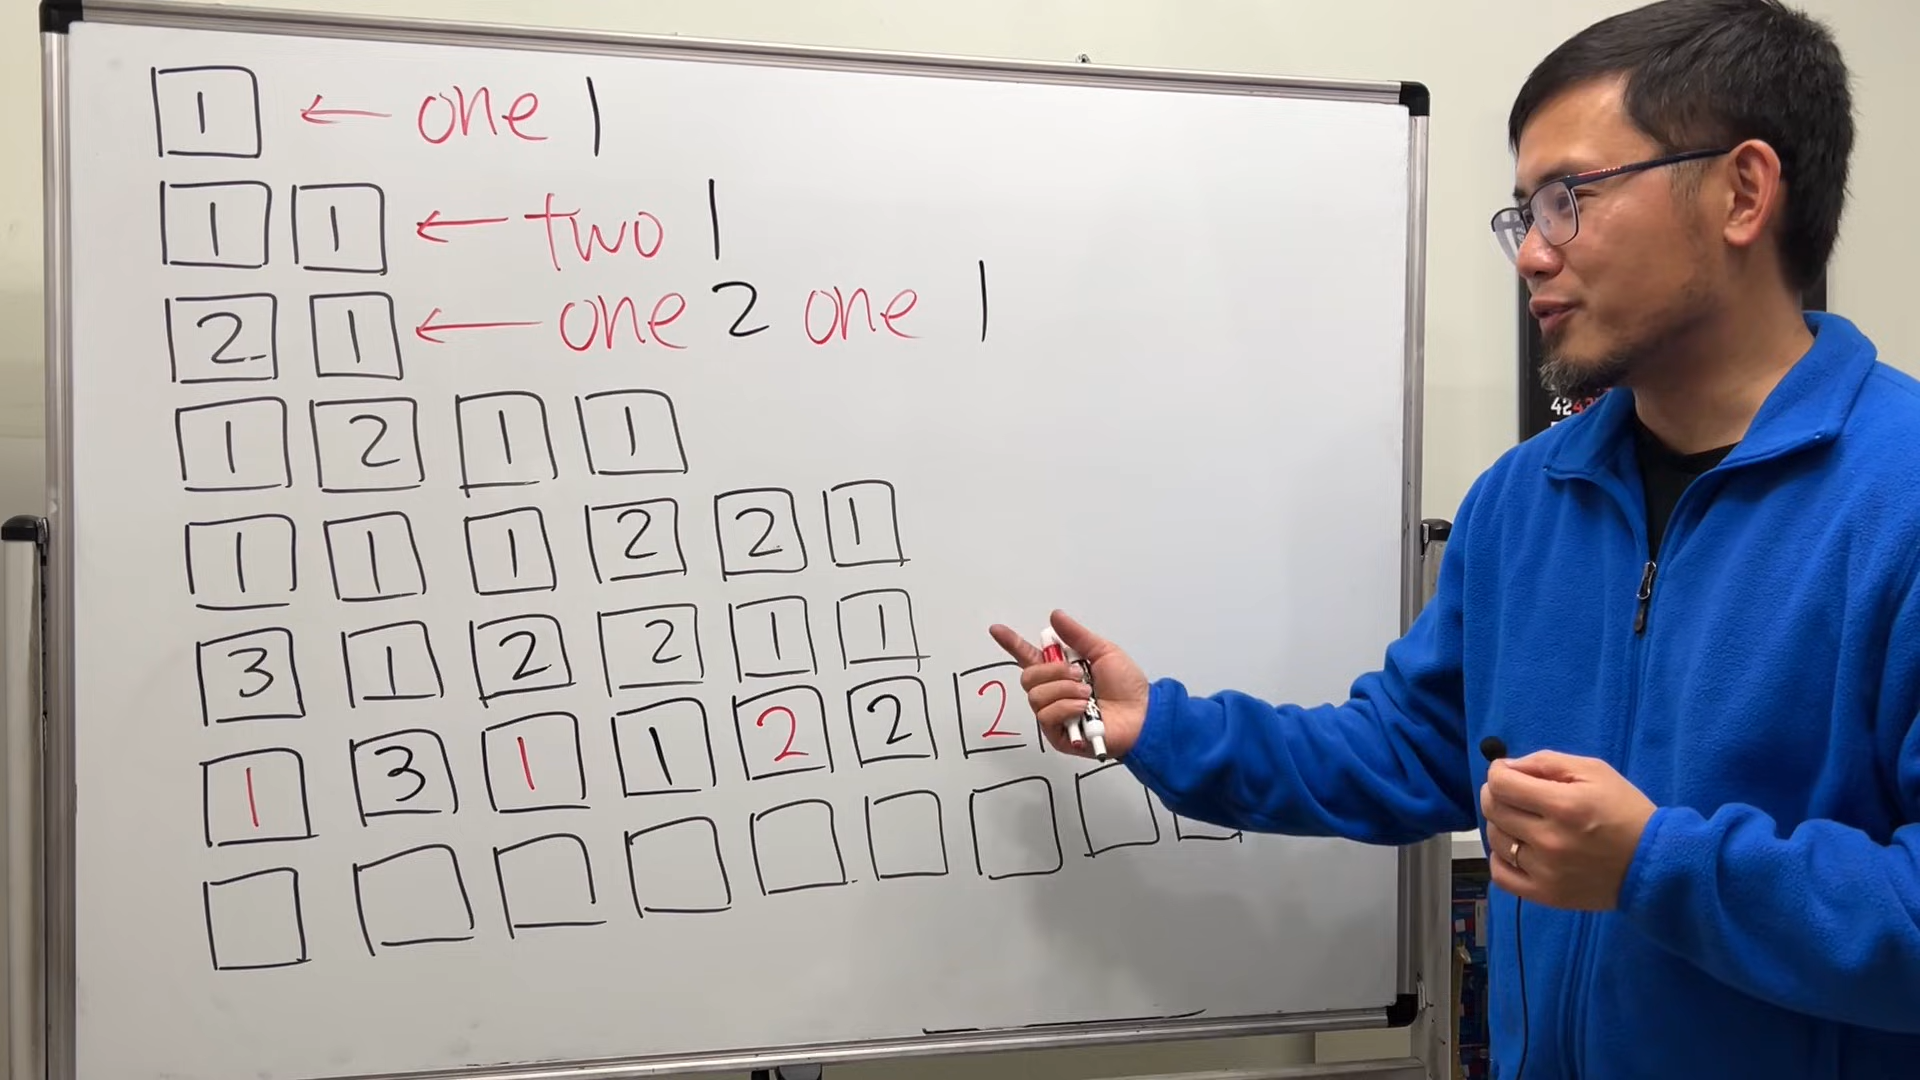 1 ← one 1
1 1 ← two 1
2 1 ← one 2 one 1
1 2 1 1
1 1 1 2 2 1
3 1 2 2 1 1
1 3 1 1 2 2 2